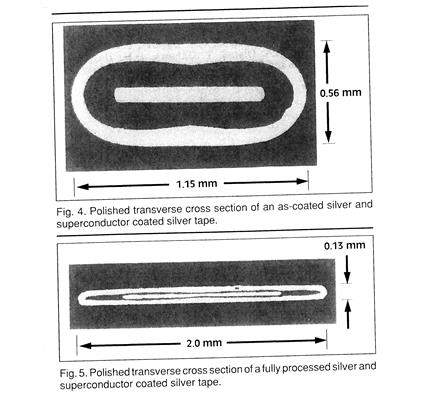 0.56 mm
1.15 mm
Fig. 4. Polished transverse cross section of an as-coated silver and
superconductor coated silver tape.
0.13 mm
2.0 mm
Fig. 5. Polished transverse cross section of a fully processed silver and
superconductor coated silver tape.